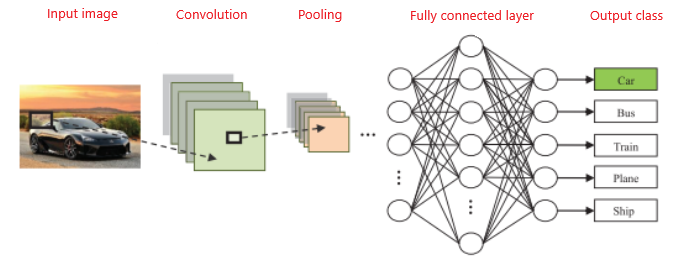 Input image
Convolution
Pooling
Fully connected layer
Output class
Car
Bus
Train
Plane
Ship